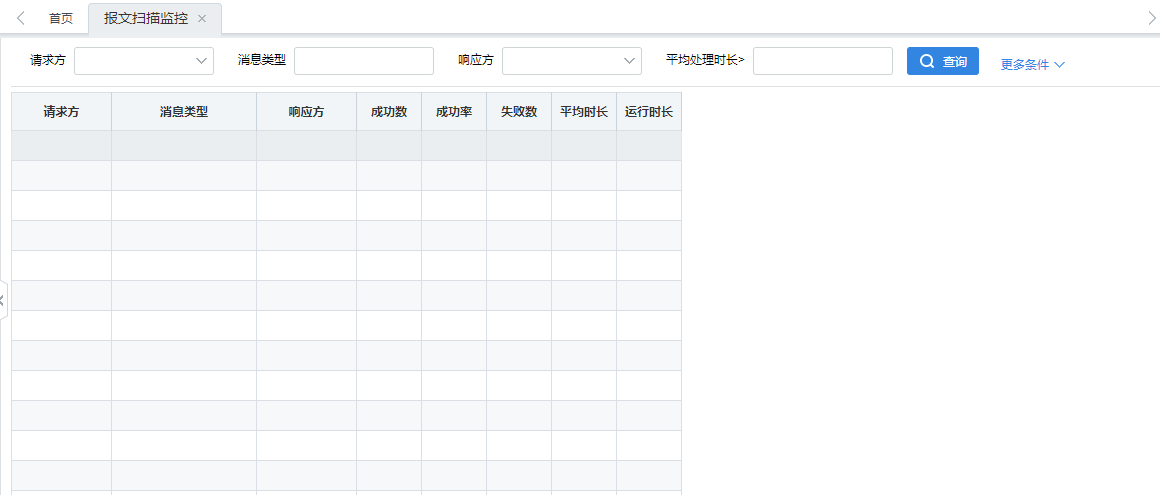 首页 报文扫描监控
请求方 消息类型 响应方 平均处理时长> 查询 更多条件
请求方 消息类型 响应方 成功数 成功率 失败数 平均时长 运行时长